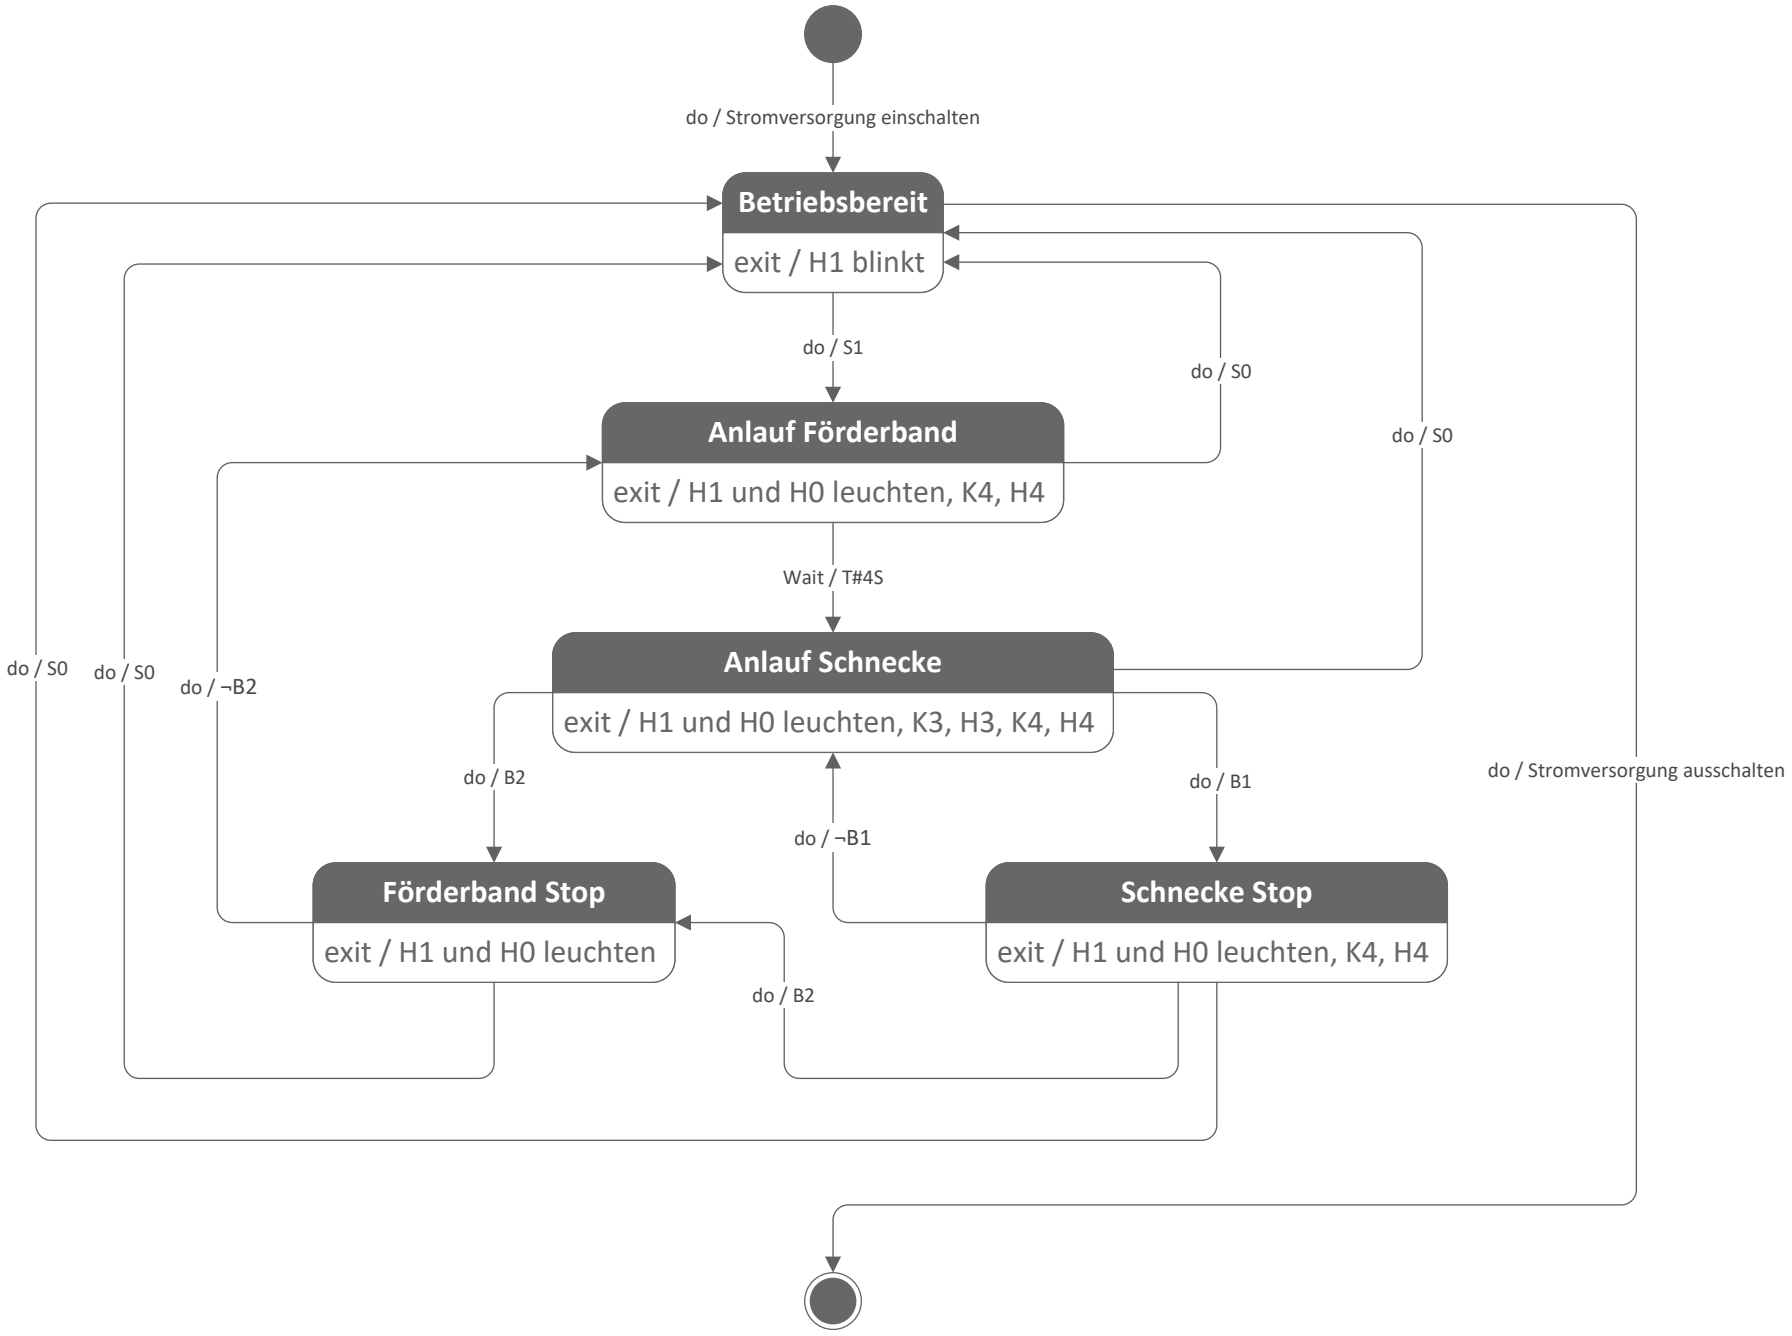 do / Stromversorgung einschalten
Betriebsbereit
exit / H1 blinkt
do / S1
do / S0
Anlauf Förderband
do / S0
exit / H1 und H0 leuchten, K4, H4
Wait / T#4S
Anlauf Schnecke
do / S0
do / S0
do / ¬B2
exit / H1 und H0 leuchten, K3, H3, K4, H4
do / B2
do / B1
do / Stromversorgung ausschalten
do / ¬B1
Förderband Stop
Schnecke Stop
exit / H1 und H0 leuchten
exit / H1 und H0 leuchten, K4, H4
do / B2